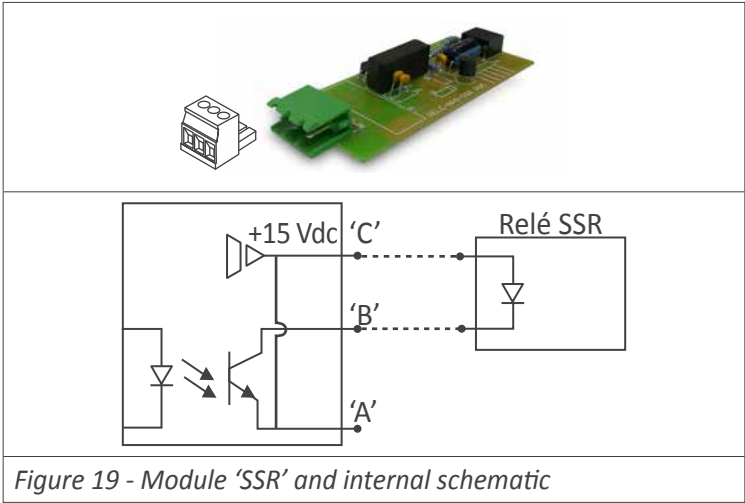 +15 Vdc 'C'
Relé SSR
'B'
'A'
Figure 19 - Module 'SSR' and internal schematic